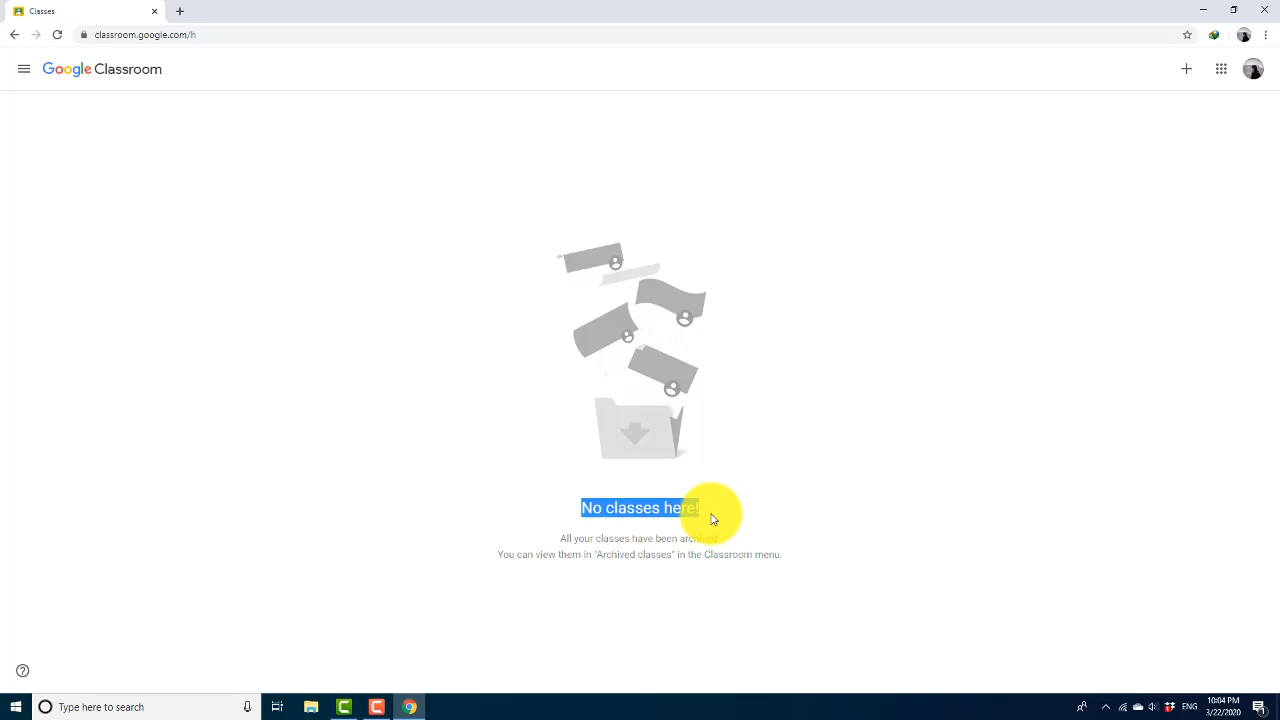 Classes
classroom.google.com/h
Google Classroom
No classes here!
All your classes have been archived.
You can view them in "Archived classes" in the Classroom menu.
Type here to search
ENG
10:04 PM
3/22/2020